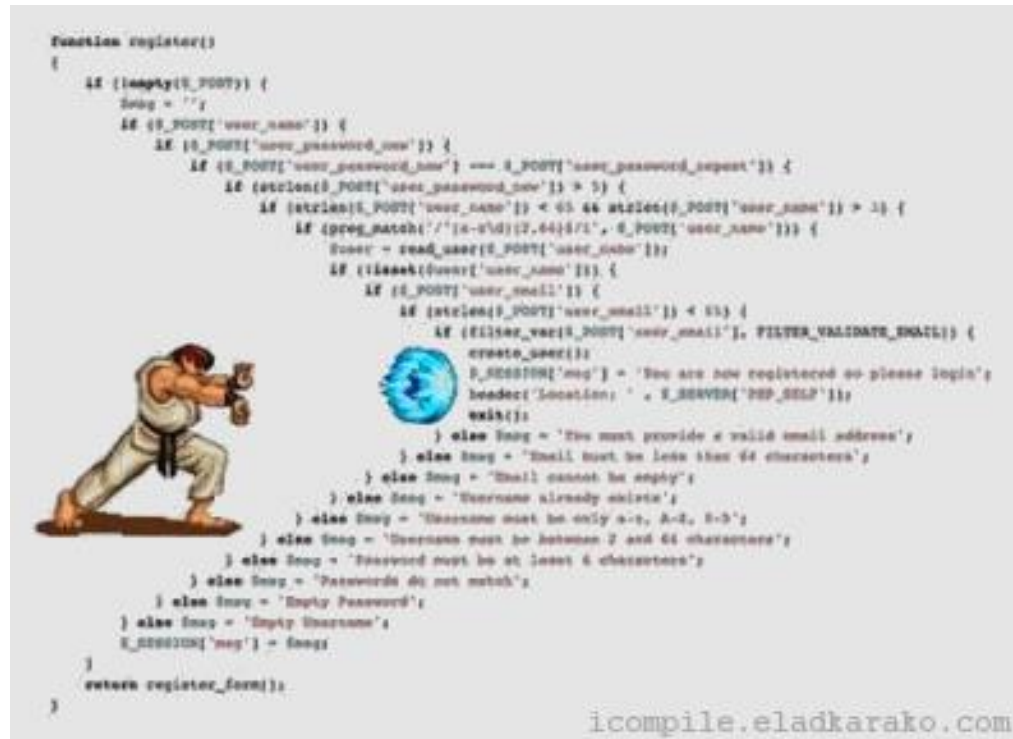 function register()
{
if (!empty($_POST)) {
$msg = '';
if ($_POST['user_name']) {
if ($_POST['user_password_new']) {
if ($_POST['user_password_new'] === $_POST['user_password_repeat']) {
if (strlen($_POST['user_password_new']) > 5) {
if (strlen($_POST['user_name']) < 65 && strlen($_POST['user_name']) > 1) {
if (preg_match('/^[a-z\d]{2,64}$/i', $_POST['user_name'])) {
$user = read_user($_POST['user_name']);
if (!isset($user['user_name'])) {
if ($_POST['user_email']) {
if (strlen($_POST['user_email']) < 65) {
if (filter_var($_POST['user_email'], FILTER_VALIDATE_EMAIL)) {
create_user();
$_SESSION['msg'] = 'You are now registered so please login';
header('Location: ' . $_SERVER['PHP_SELF']);
exit();
} else $msg = 'You must provide a valid email address';
} else $msg = 'Email must be less than 64 characters';
} else $msg = 'Email cannot be empty';
} else $msg = 'Username already exists';
} else $msg = 'Username must be only a-z, A-Z, 0-9';
} else $msg = 'Username must be between 2 and 64 characters';
} else $msg = 'Password must be at least 6 characters';
} else $msg = 'Passwords do not match';
} else $msg = 'Empty Password';
} else $msg = 'Empty Username';
$_SESSION['msg'] = $msg;
}
return register_form();
}
icompile.eladkarako.com